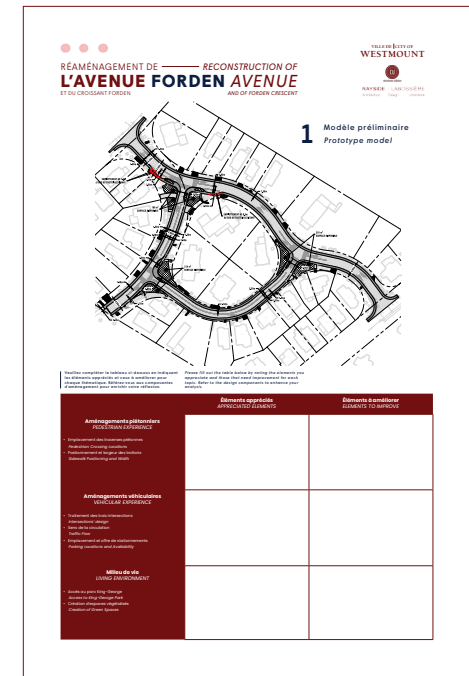 VILLE DE | CITY OF
WESTMOUNT
RÉAMÉNAGEMENT DE RECONSTRUCTION OF
L'AVENUE FORDEN AVENUE
ET DU CROISSANT FORDEN AND OF FORDEN CRESCENT
RAYSIDE LABOSSIÈRE
1 Modèle préliminaire
Prototype model
Veuillez compléter le tableau ci-dessous en indiquant
les éléments appréciés et ceux à améliorer pour
chaque thématique. Référez-vous aux composantes
d'aménagement pour enrichir votre réflexion.
Please fill out the table below by noting the elements you
appreciate and those that need improvement for each
topic. Refer to the design components to enhance your
analysis.
Éléments appréciés
APPRECIATED ELEMENTS
Éléments à améliorer
ELEMENTS TO IMPROVE
Aménagements piétonniers
PEDESTRIAN EXPERIENCE
• Emplacement des traverses piétonnes
Pedestrian Crossing Locations
• Positionnement et largeur des trottoirs
Sidewalk Positioning and Width
Aménagements véhiculaires
VEHICULAR EXPERIENCE
• Traitement des trois intersections
Intersections' design
• Sens de la circulation
Traffic Flow
• Emplacement et offre de stationnements
Parking Locations and Availability
Milieu de vie
LIVING ENVIRONMENT
• Accès au parc King-George
Access to King-George Park
• Création d'espaces végétalisés
Creation of Green Spaces